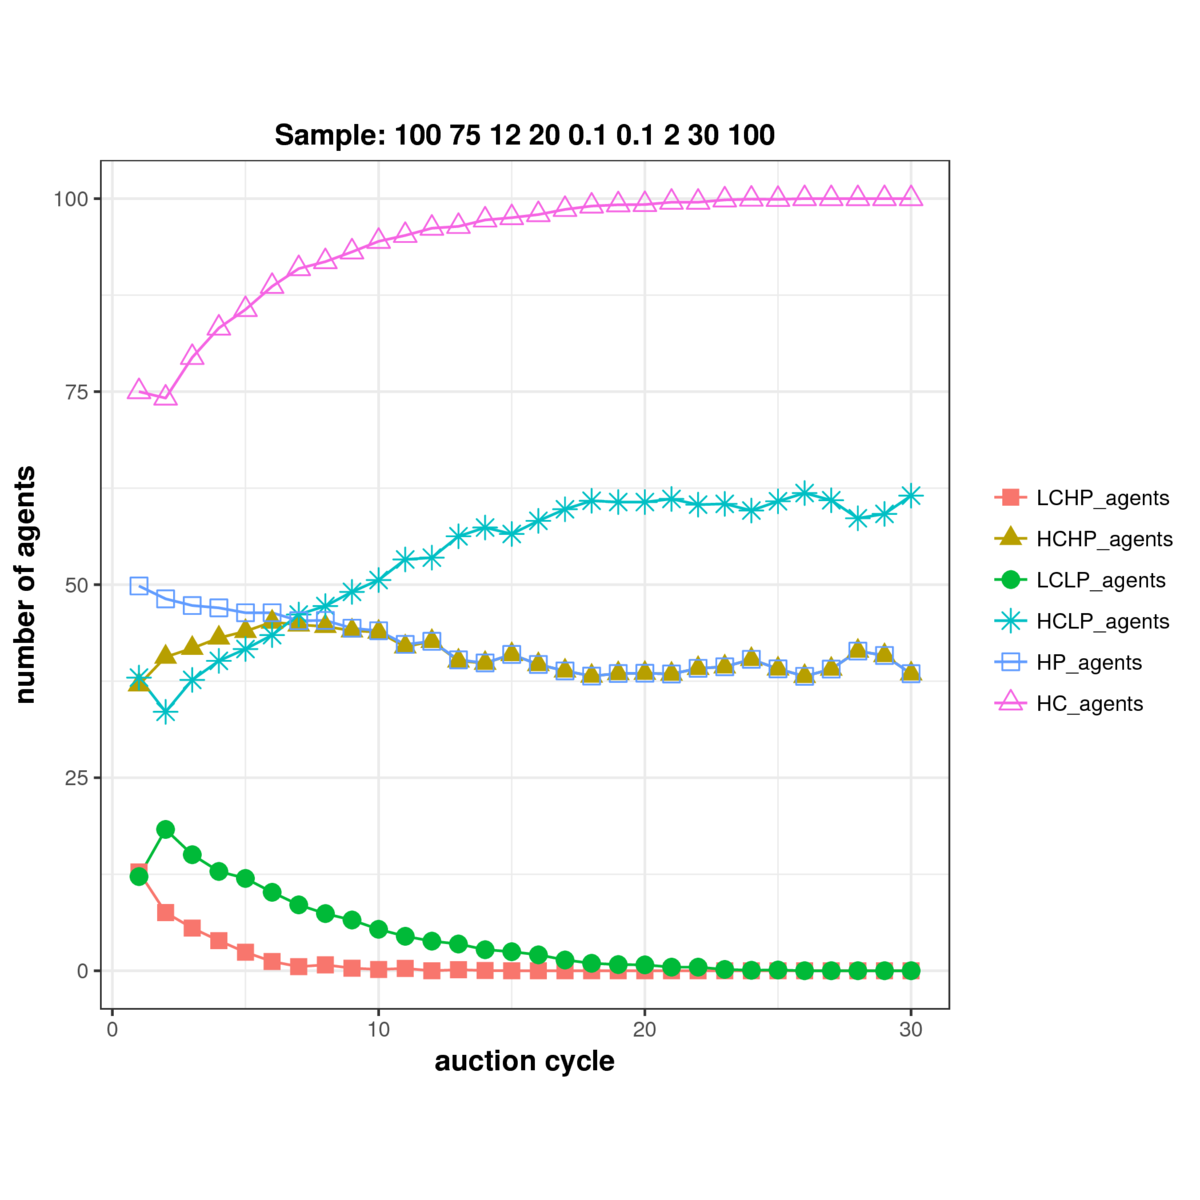 Sample: 100 75 12 20 0.1 0.1 2 30 100
100
75
50
25
0
number of agents
0 10 20 30
auction cycle
LCHP_agents
HCHP_agents
LCLP_agents
HCLP_agents
HP_agents
HC_agents